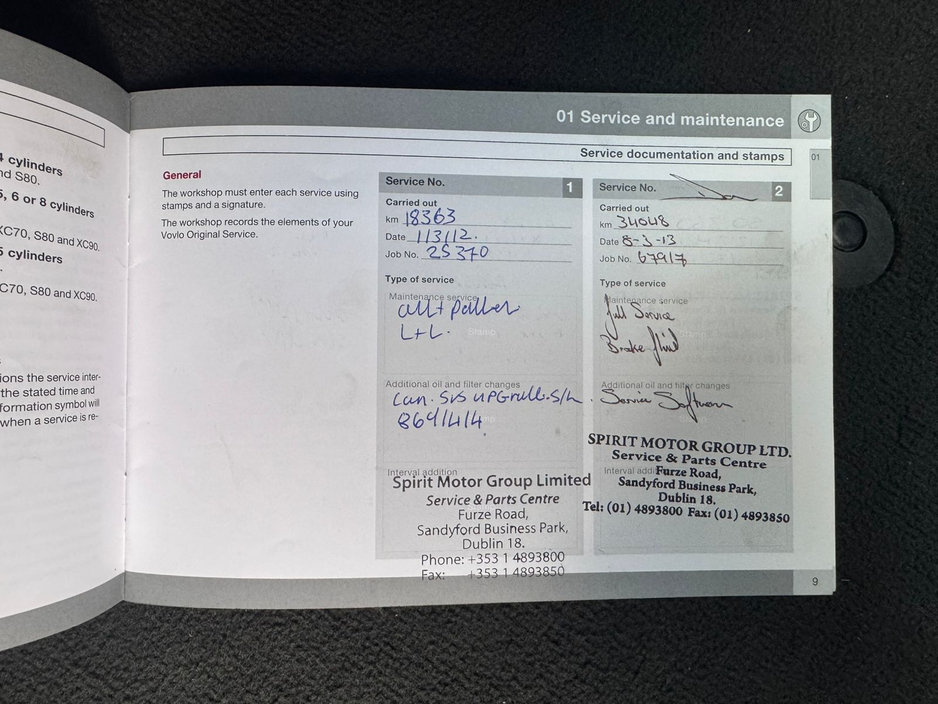 4 cylinders
nd S80.
5, 6 or 8 cylinders
XC70, S80 and XC90.
5 cylinders
C70, S80 and XC90.
ions the service inter-
the stated time and
formation symbol will
when a service is re-
01 Service and maintenance
Service documentation and stamps
01
General
The workshop must enter each service using
stamps and a signature.
The workshop records the elements of your
Vovlo Original Service.
Service No. 1
Carried out
km 18363
Date 1/3/12.
Job No. 25370
Type of service
Maintenance service
L+L.
Stamp
Additional oil and filter changes
8641414
Interval addition
Spirit Motor Group Limited
Service & Parts Centre
Furze Road,
Sandyford Business Park,
Dublin 18.
Phone: +353 1 4893800
Fax: +353 1 4893850
Service No. 2
Carried out
km 34048
Date 8-3-13
Job No. 67917
Type of service
Maintenance service
Full Service
Brake fluid
Additional oil and filter changes
Service Software
SPIRIT MOTOR GROUP LTD.
Service & Parts Centre
Interval addi Furze Road,
Sandyford Business Park,
Dublin 18.
Tel: (01) 4893800 Fax: (01) 4893850
9